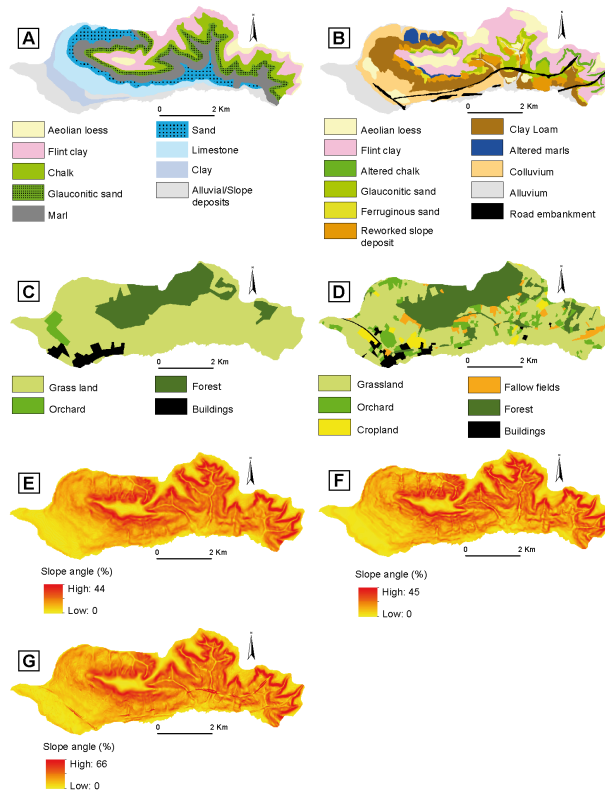 A
0 2 Km
Aeolian loess
Flint clay
Chalk
Glauconitic sand
Marl
Sand
Limestone
Clay
Alluvial/Slope
deposits
B
0 2 Km
Aeolian loess
Flint clay
Altered chalk
Glauconitic sand
Ferruginous sand
Reworked slope
deposit
Clay Loam
Altered marls
Colluvium
Alluvium
Road embankment
C
0 2 Km
Grass land
Orchard
Forest
Buildings
D
0 2 Km
Grassland
Orchard
Cropland
Fallow fields
Forest
Buildings
E
0 2 Km
Slope angle (%)
High: 44
Low: 0
F
0 2 Km
Slope angle (%)
High: 45
Low: 0
G
0 2 Km
Slope angle (%)
High: 66
Low: 0